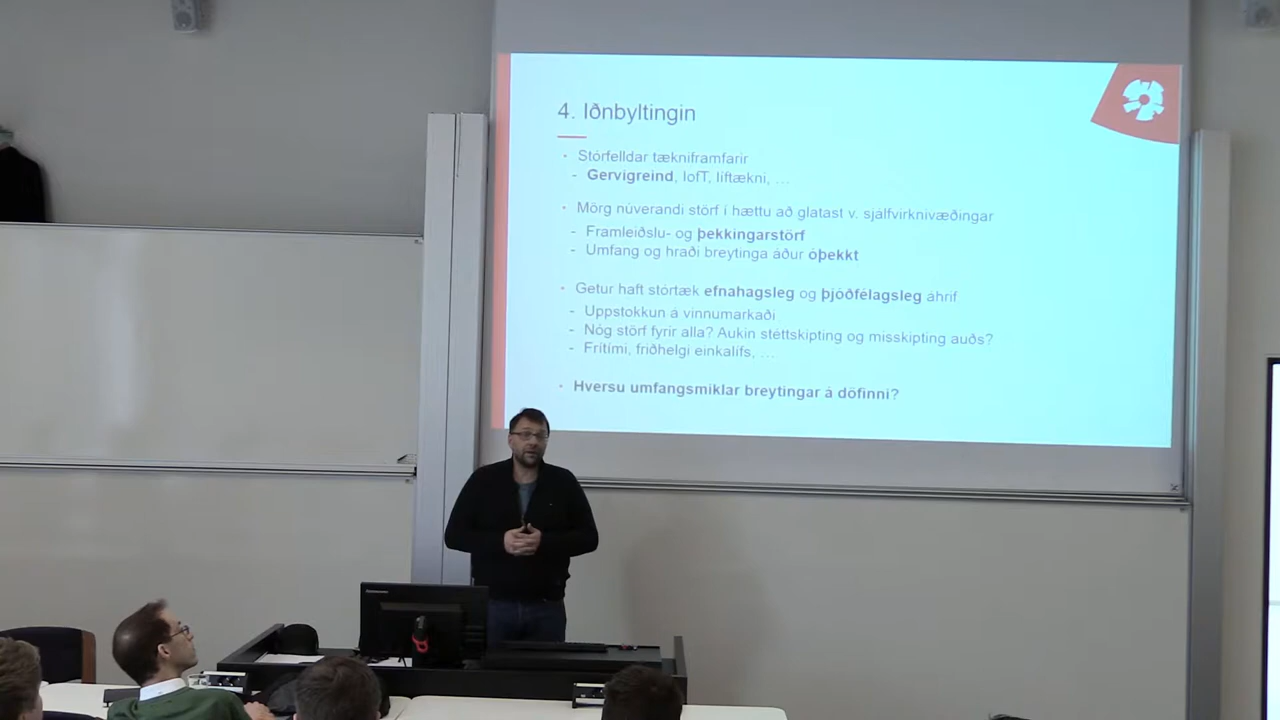 4. Iðnbyltingin
• Stórfelldar tækniframfarir
- Gervigreind, IofT, líftækni, …
• Mörg núverandi störf í hættu að glatast v. sjálfvirknivæðingar
- Framleiðslu- og þekkingarstörf
- Umfang og hraði breytinga áður óþekkt
• Getur haft stórtæk efnahagsleg og þjóðfélagsleg áhrif
- Uppstokkun á vinnumarkaði
- Nóg störf fyrir alla? Aukin stéttskipting og misskipting auðs?
- Frítími, friðhelgi einkalífs, …
• Hversu umfangsmiklar breytingar á döfinni?